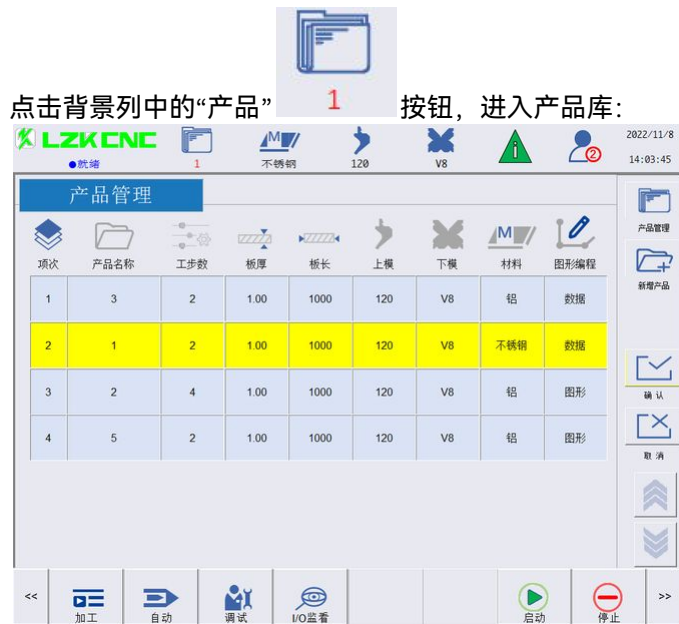 点击背景列中的“产品” 1 按钮，进入产品库：
LZK CNC
●就绪 1 不锈钢 120 V8 2
2022/11/8
14:03:45
产品管理
项次 产品名称 工步数 板厚 板长 上模 下模 材料 图形编程
1 3 2 1.00 1000 120 V8 铝 数据
2 1 2 1.00 1000 120 V8 不锈钢 数据
3 2 4 1.00 1000 120 V8 铝 图形
4 5 2 1.00 1000 120 V8 铝 图形
产品管理
新增产品
确认
取消
<< 加工 自动 调试 I/O监看 启动 停止 >>